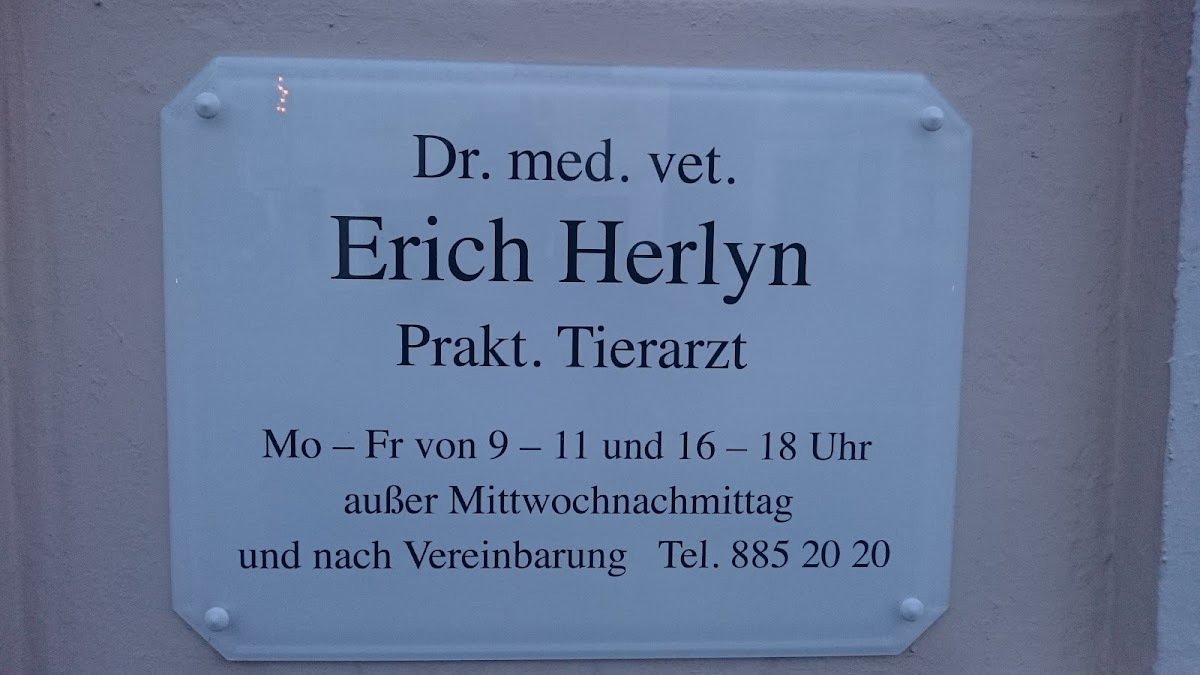 Dr. med. vet.
Erich Herlyn
Prakt. Tierarzt
Mo – Fr von 9 – 11 und 16 – 18 Uhr
außer Mittwochnachmittag
und nach Vereinbarung Tel. 885 20 20